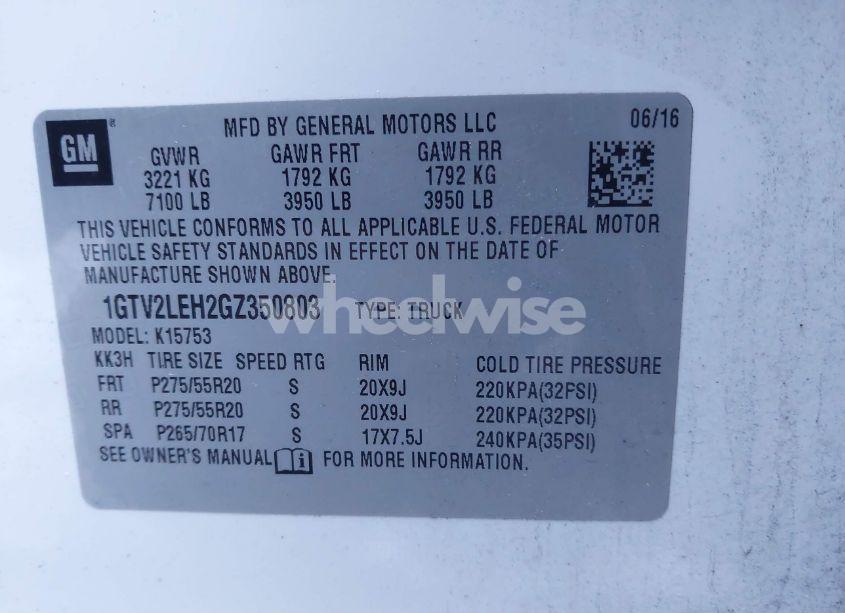 GM
MFD BY GENERAL MOTORS LLC 06/16
GVWR GAWR FRT GAWR RR
3221 KG 1792 KG 1792 KG
7100 LB 3950 LB 3950 LB
THIS VEHICLE CONFORMS TO ALL APPLICABLE U.S. FEDERAL MOTOR
VEHICLE SAFETY STANDARDS IN EFFECT ON THE DATE OF
MANUFACTURE SHOWN ABOVE.
1GTV2LEH2GZ350803 TYPE: TRUCK
wheelwise
MODEL: K15753
KK3H TIRE SIZE SPEED RTG RIM COLD TIRE PRESSURE
FRT P275/55R20 S 20X9J 220KPA(32PSI)
RR P275/55R20 S 20X9J 220KPA(32PSI)
SPA P265/70R17 S 17X7.5J 240KPA(35PSI)
SEE OWNER'S MANUAL i FOR MORE INFORMATION.